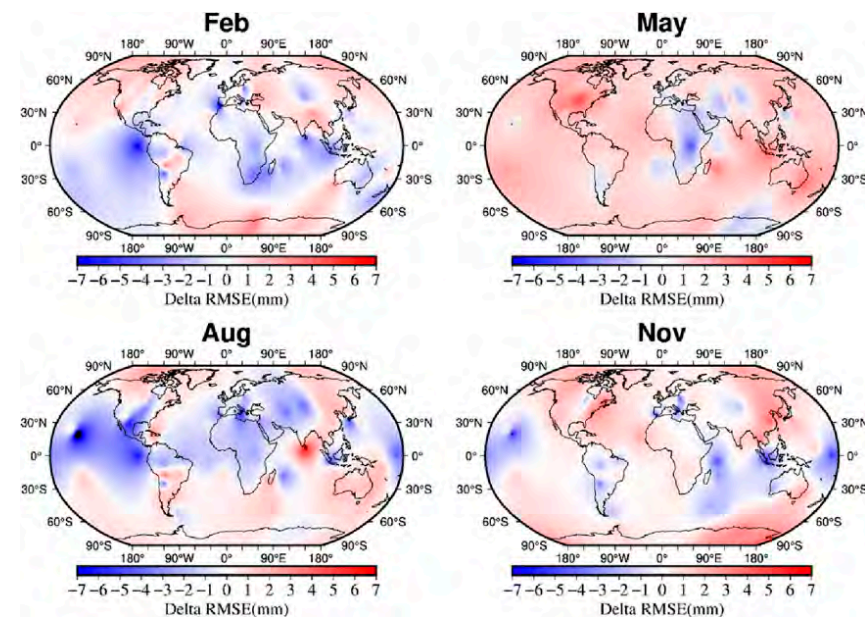 Feb
180° 90°W 0° 90°E 180°
90°N 90°N
60°N 60°N
30°N 30°N
0° 0°
30°S 30°S
60°S 60°S
90°S 90°S
180° 90°W 0° 90°E 180°
−7 −6 −5 −4 −3 −2 −1 0 1 2 3 4 5 6 7
Delta RMSE(mm)
May
180° 90°W 0° 90°E 180°
90°N 90°N
60°N 60°N
30°N 30°N
0° 0°
30°S 30°S
60°S 60°S
90°S 90°S
180° 90°W 0° 90°E 180°
−7 −6 −5 −4 −3 −2 −1 0 1 2 3 4 5 6 7
Delta RMSE(mm)
Aug
180° 90°W 0° 90°E 180°
90°N 90°N
60°N 60°N
30°N 30°N
0° 0°
30°S 30°S
60°S 60°S
90°S 90°S
180° 90°W 0° 90°E 180°
−7 −6 −5 −4 −3 −2 −1 0 1 2 3 4 5 6 7
Delta RMSE(mm)
Nov
180° 90°W 0° 90°E 180°
90°N 90°N
60°N 60°N
30°N 30°N
0° 0°
30°S 30°S
60°S 60°S
90°S 90°S
180° 90°W 0° 90°E 180°
−7 −6 −5 −4 −3 −2 −1 0 1 2 3 4 5 6 7
Delta RMSE(mm)